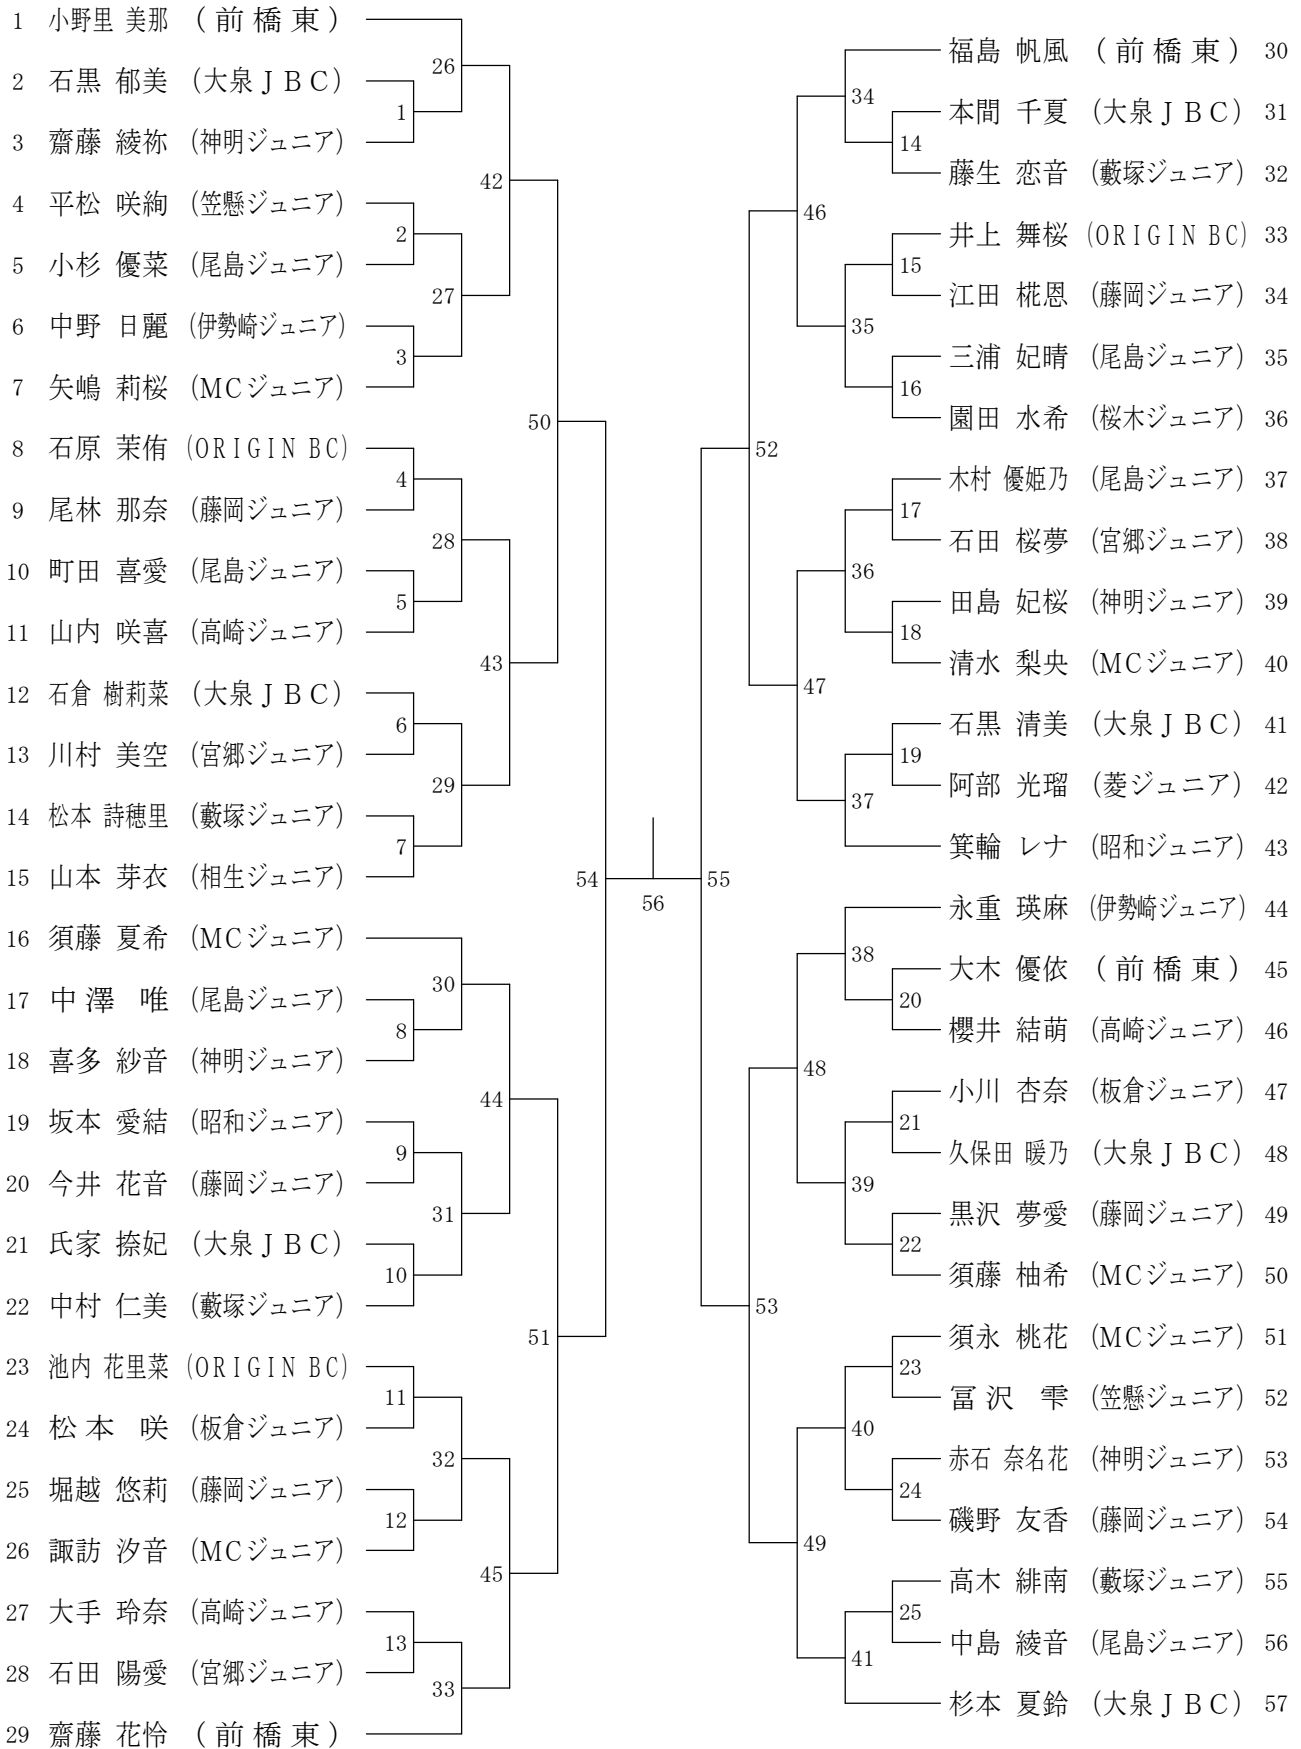 1 小野里 美那 (前橋東)
2 石黒 郁美 (大泉JBC)
3 齋藤 綾祢 (神明ジュニア)
4 平松 咲絢 (笠懸ジュニア)
5 小杉 優菜 (尾島ジュニア)
6 中野 日麗 (伊勢崎ジュニア)
7 矢嶋 莉桜 (MCジュニア)
8 石原 茉侑 (ORIGIN BC)
9 尾林 那奈 (藤岡ジュニア)
10 町田 喜愛 (尾島ジュニア)
11 山内 咲喜 (高崎ジュニア)
12 石倉 樹莉菜 (大泉JBC)
13 川村 美空 (宮郷ジュニア)
14 松本 詩穂里 (藪塚ジュニア)
15 山本 芽衣 (相生ジュニア)
16 須藤 夏希 (MCジュニア)
17 中澤 唯 (尾島ジュニア)
18 喜多 紗音 (神明ジュニア)
19 坂本 愛結 (昭和ジュニア)
20 今井 花音 (藤岡ジュニア)
21 氏家 捺妃 (大泉JBC)
22 中村 仁美 (藪塚ジュニア)
23 池内 花里菜 (ORIGIN BC)
24 松本 咲 (板倉ジュニア)
25 堀越 悠莉 (藤岡ジュニア)
26 諏訪 汐音 (MCジュニア)
27 大手 玲奈 (高崎ジュニア)
28 石田 陽愛 (宮郷ジュニア)
29 齋藤 花怜 (前橋東)
1
2
3
4
5
6
7
8
9
10
11
12
13
26
27
28
29
30
31
32
33
42
43
44
45
50
51
54
56
55
52
53
46
47
48
49
34
35
36
37
38
39
40
41
14
15
16
17
18
19
20
21
22
23
24
25
福島 帆風 (前橋東) 30
本間 千夏 (大泉JBC) 31
藤生 恋音 (藪塚ジュニア) 32
井上 舞桜 (ORIGIN BC) 33
江田 椛恩 (藤岡ジュニア) 34
三浦 妃晴 (尾島ジュニア) 35
園田 水希 (桜木ジュニア) 36
木村 優姫乃 (尾島ジュニア) 37
石田 桜夢 (宮郷ジュニア) 38
田島 妃桜 (神明ジュニア) 39
清水 梨央 (MCジュニア) 40
石黒 清美 (大泉JBC) 41
阿部 光瑠 (菱ジュニア) 42
箕輪 レナ (昭和ジュニア) 43
永重 瑛麻 (伊勢崎ジュニア) 44
大木 優依 (前橋東) 45
櫻井 結萌 (高崎ジュニア) 46
小川 杏奈 (板倉ジュニア) 47
久保田 暖乃 (大泉JBC) 48
黒沢 夢愛 (藤岡ジュニア) 49
須藤 柚希 (MCジュニア) 50
須永 桃花 (MCジュニア) 51
冨沢 雫 (笠懸ジュニア) 52
赤石 奈名花 (神明ジュニア) 53
磯野 友香 (藤岡ジュニア) 54
高木 緋南 (藪塚ジュニア) 55
中島 綾音 (尾島ジュニア) 56
杉本 夏鈴 (大泉JBC) 57